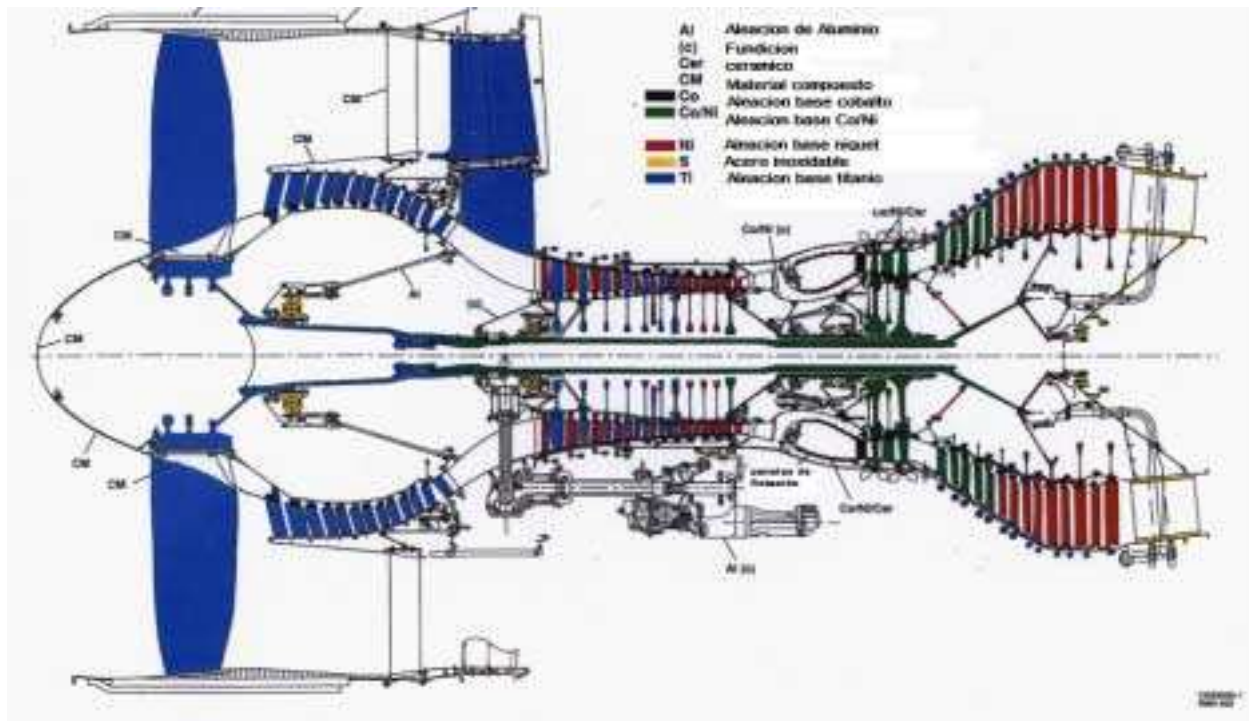 Al Aleacion de Aluminio
(c) Fundicion
Cer ceramico
CM Material compuesto
Co Aleacion base cobalto
Co/Ni Aleacion base Co/Ni
Ni Aleacion base niquel
S Acero inoxidable
Ti Aleacion base titanio
CM
CM
CM
Co/Ni (c)
Co/Ni/Cer
Al
CM
CM
CM
Co/Ni/Cer
Al (c)